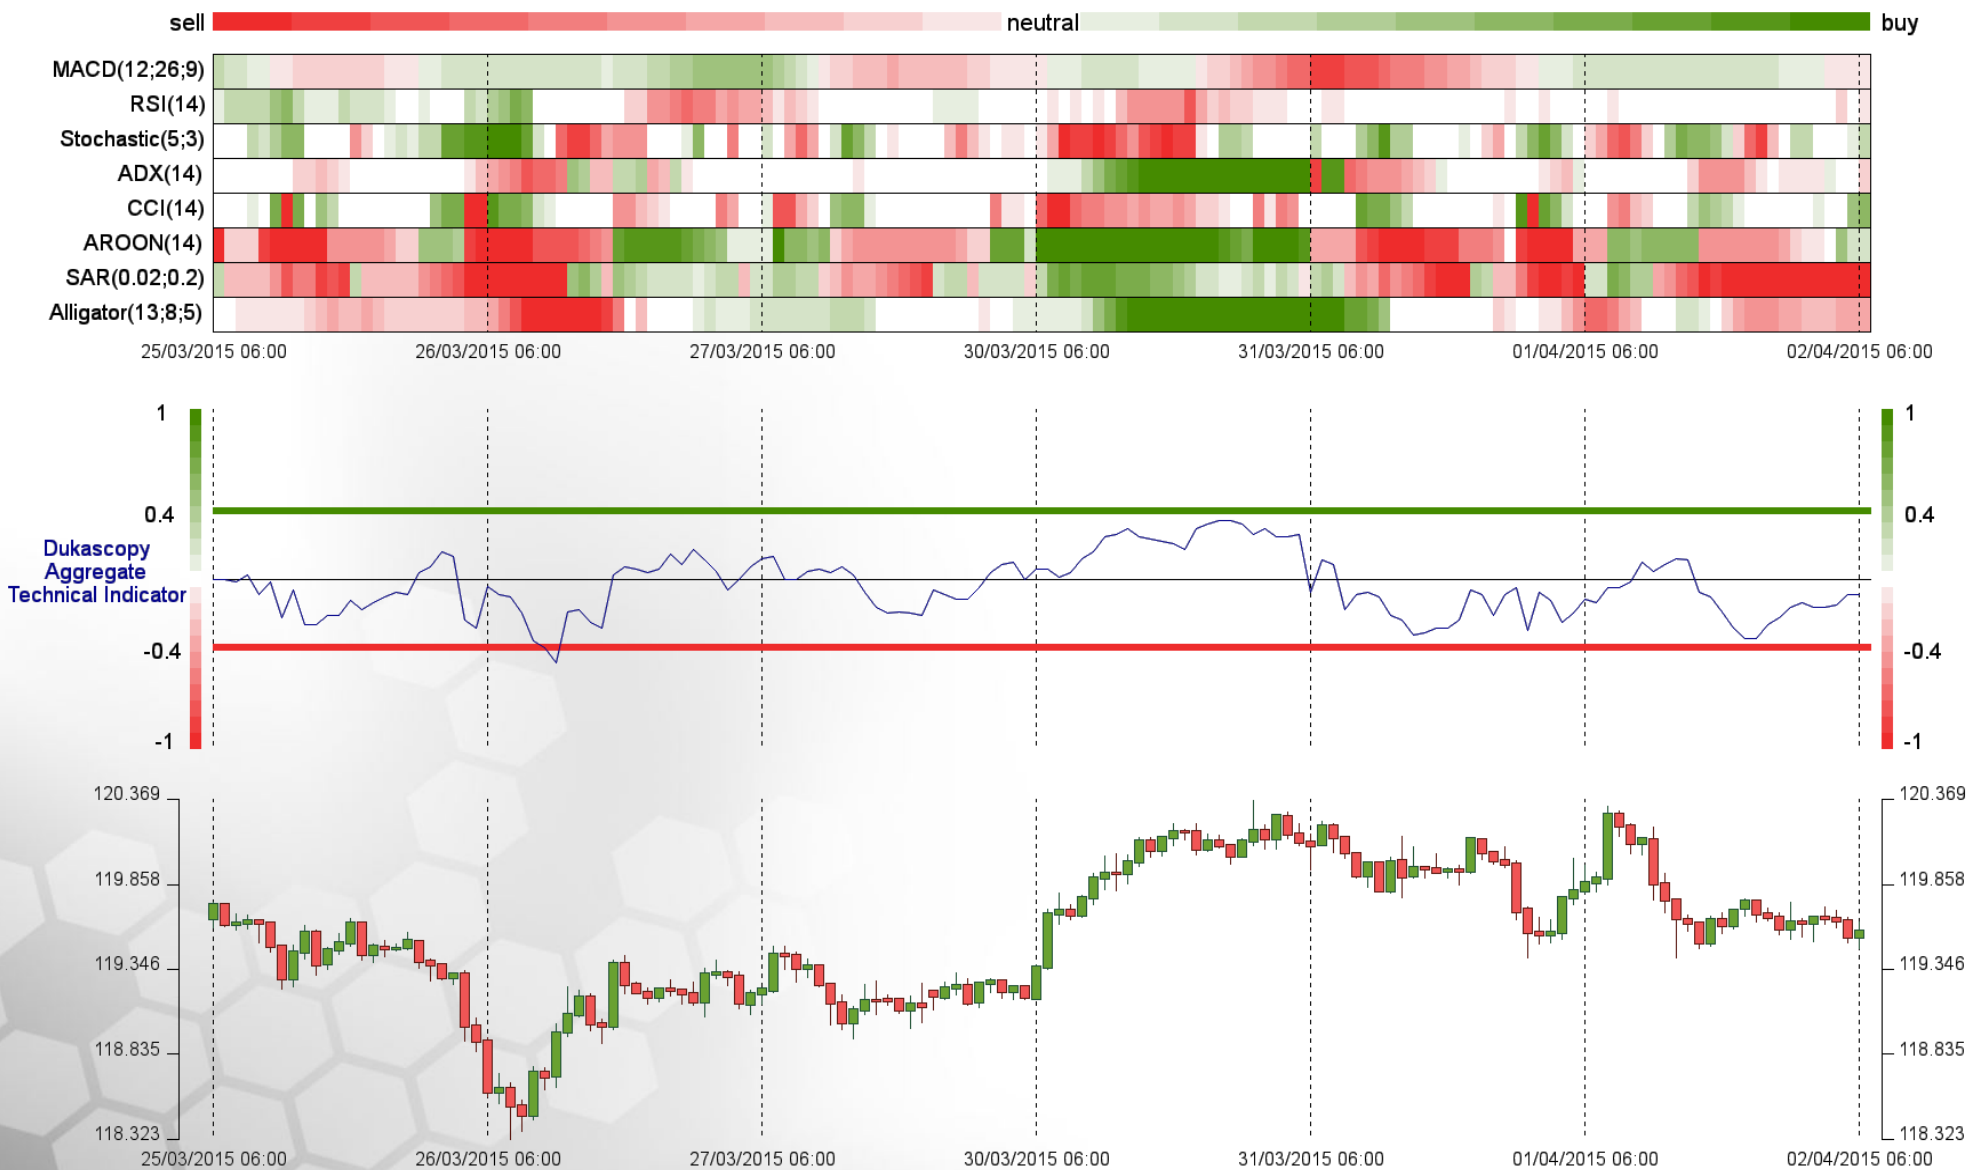 sell neutral buy
MACD(12;26;9)
RSI(14)
Stochastic(5;3)
ADX(14)
CCI(14)
AROON(14)
SAR(0.02;0.2)
Alligator(13;8;5)
25/03/2015 06:00 26/03/2015 06:00 27/03/2015 06:00 30/03/2015 06:00 31/03/2015 06:00 01/04/2015 06:00 02/04/2015 06:00
1 1
0.4 0.4
Dukascopy
Aggregate
Technical Indicator
-0.4 -0.4
-1 -1
120.369 120.369
119.858 119.858
119.346 119.346
118.835 118.835
118.323 118.323
25/03/2015 06:00 26/03/2015 06:00 27/03/2015 06:00 30/03/2015 06:00 31/03/2015 06:00 01/04/2015 06:00 02/04/2015 06:00